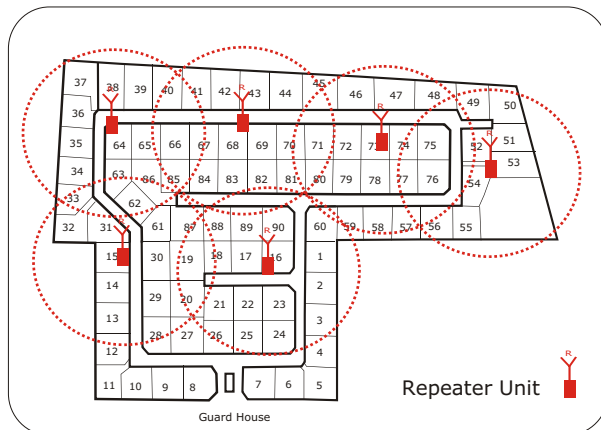 37 38 39 40 41 42 43 44 45 46 47 48 49 50
R R R R
36 64 65 66 67 68 69 70 71 72 73 74 75 52 51
35 53
34 63 86 85 84 83 82 81 80 79 78 77 76 54
33 62
32 31 61 87 88 89 90 60 59 58 57 56 55
R R
15 30 19 18 17 16 1
14 29 20 21 22 23 2
13 28 27 26 25 24 3
12 4
11 10 9 8 7 6 5
R
Repeater Unit
Guard House